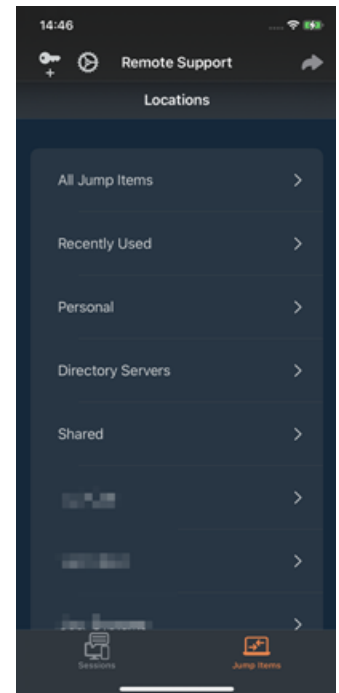 14:46
Remote Support
Locations
All Jump Items
Recently Used
Personal
Directory Servers
Shared
Sessions
Jump Items